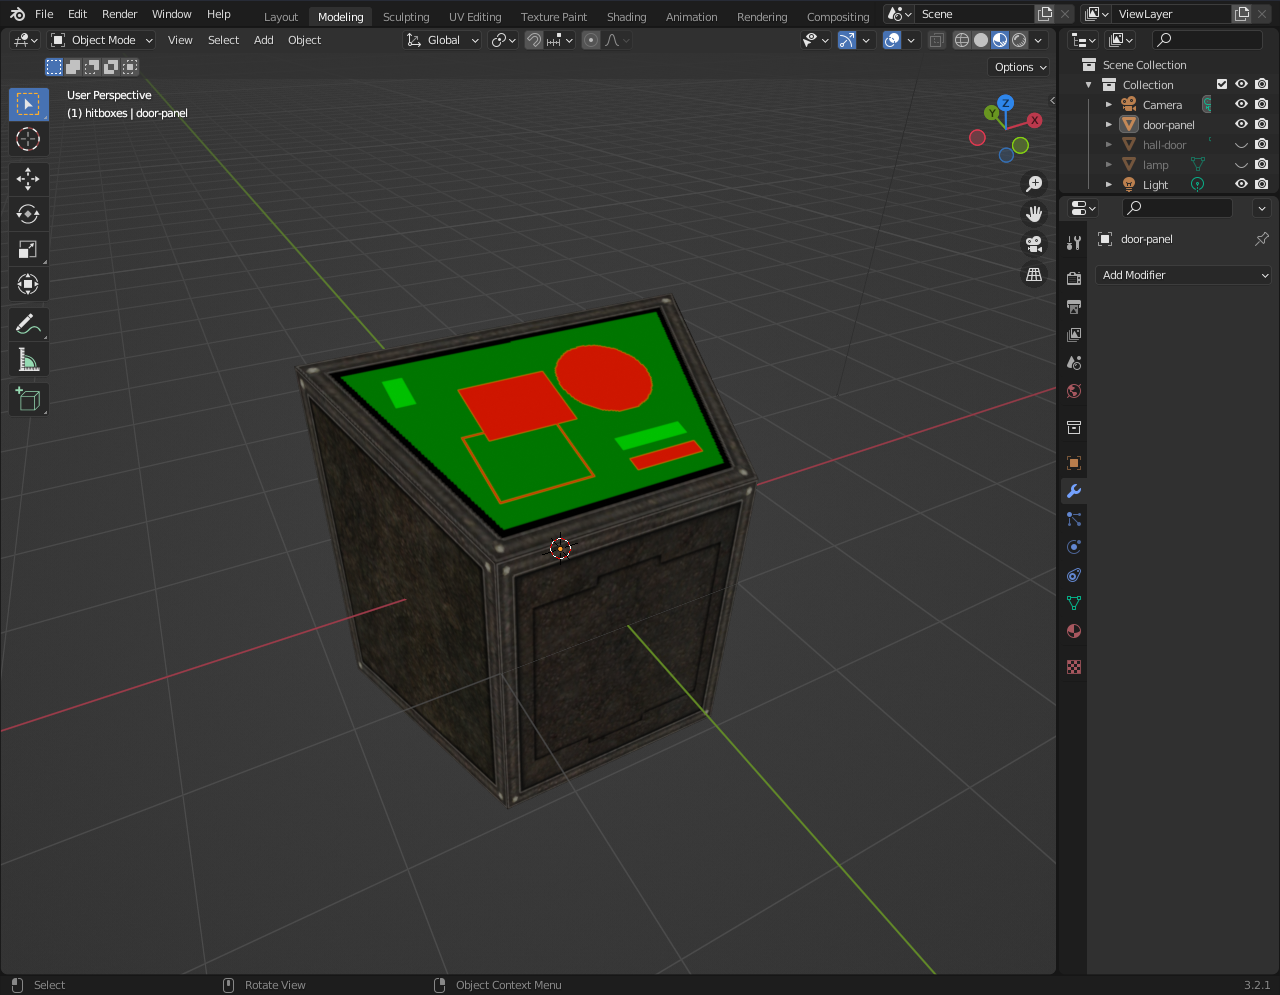 File Edit Render Window Help Layout Modeling Sculpting UV Editing Texture Paint Shading Animation Rendering Compositing Scene ViewLayer
Object Mode View Select Add Object Global
Options
User Perspective
(1) hitboxes | door-panel
Z
Y
X
Scene Collection
Collection
Camera
door-panel
hall-door
lamp
Light
door-panel
Add Modifier
Select Rotate View Object Context Menu 3.2.1